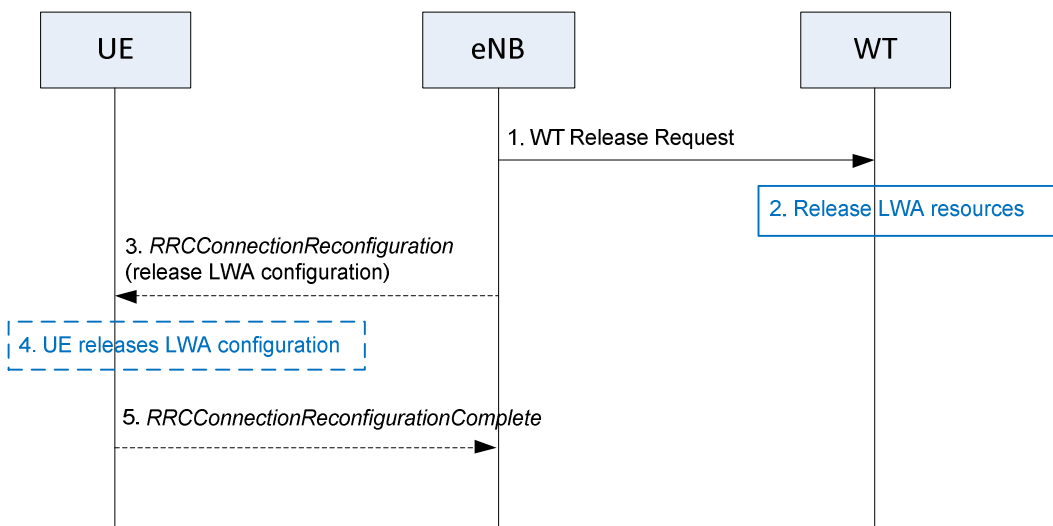 UE
eNB
WT
1. WT Release Request
2. Release LWA resources
3. RRCConnectionReconfiguration
(release LWA configuration)
4. UE releases LWA configuration
5. RRCConnectionReconfigurationComplete